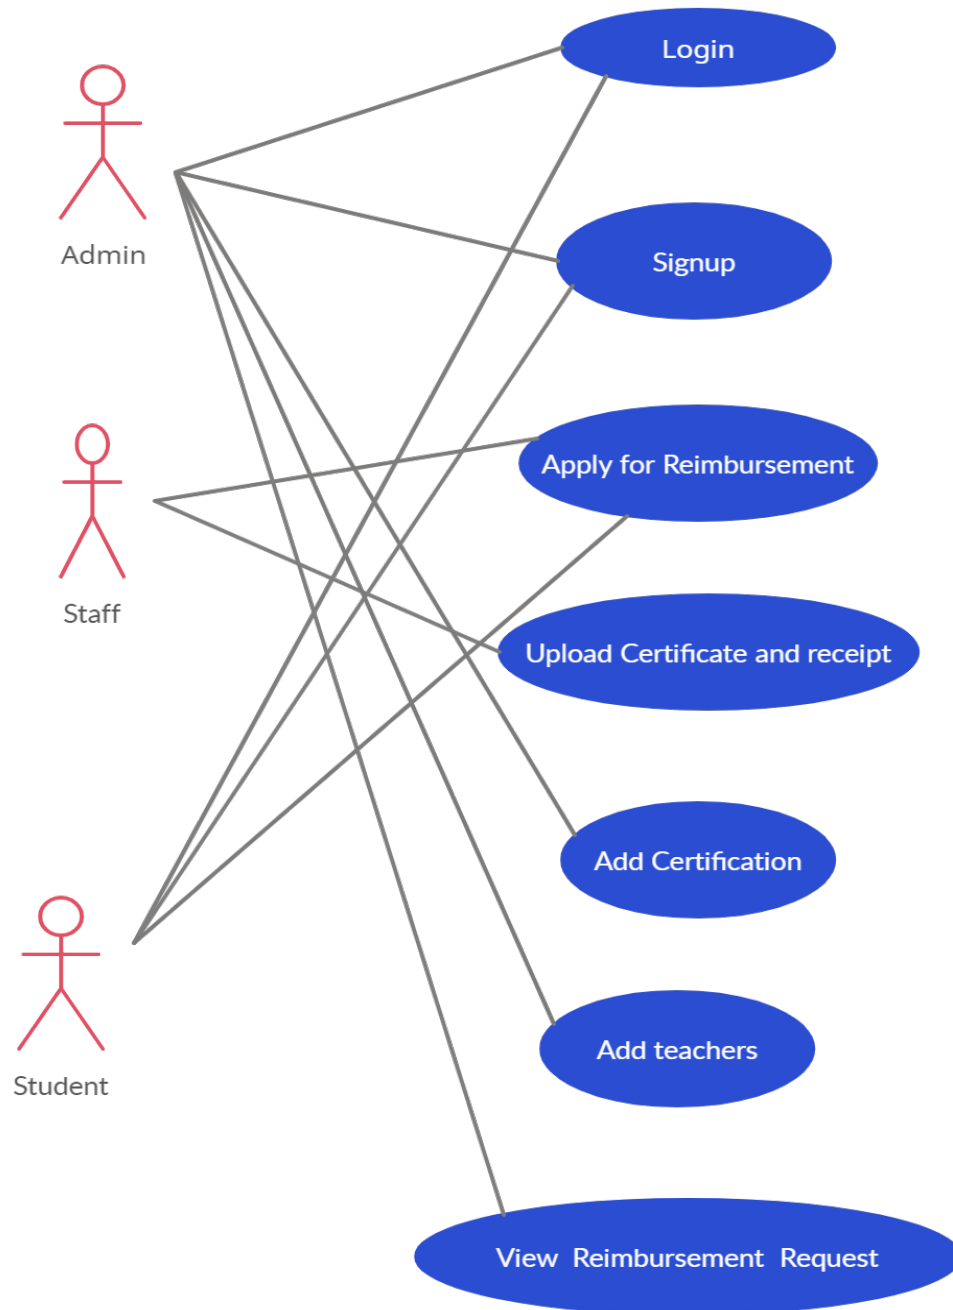 Login
Admin
Signup
Apply for Reimbursement
Staff
Upload Certificate and receipt
Add Certification
Add teachers
Student
View Reimbursement Request